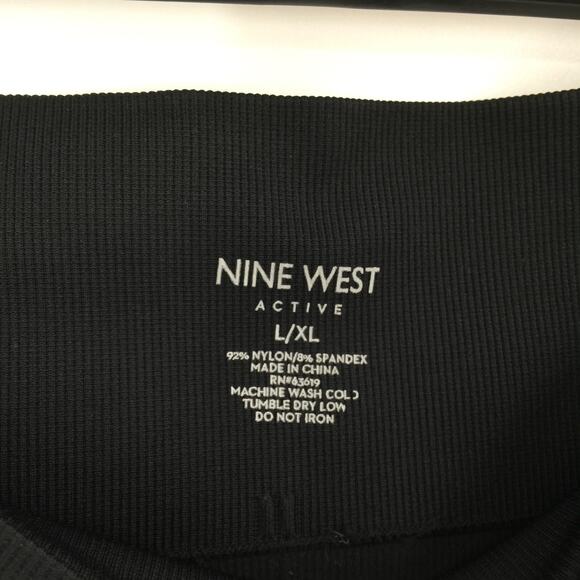 NINE WEST
ACTIVE
L/XL
92% NYLON/8% SPANDEX
MADE IN CHINA
RN#63619
MACHINE WASH COLD
TUMBLE DRY LOW
DO NOT IRON